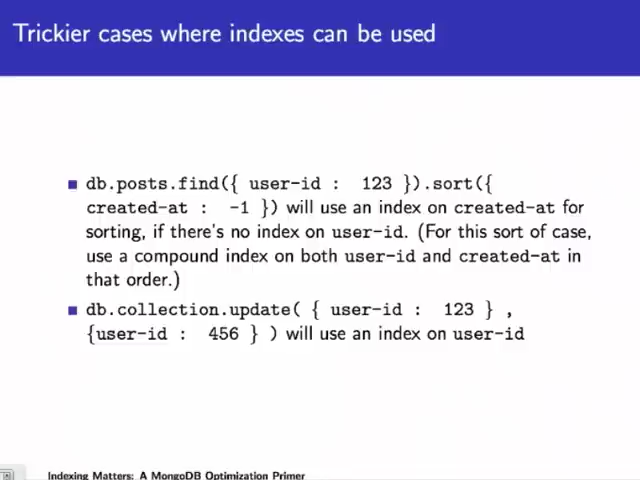 Trickier cases where indexes can be used
db.posts.find({ user-id : 123 }).sort({
created-at : -1 }) will use an index on created-at for
sorting, if there's no index on user-id. (For this sort of case,
use a compound index on both user-id and created-at in
that order.)
db.collection.update( { user-id : 123 } ,
{user-id : 456 } ) will use an index on user-id
Indexing Matters: A MongoDB Optimization Primer